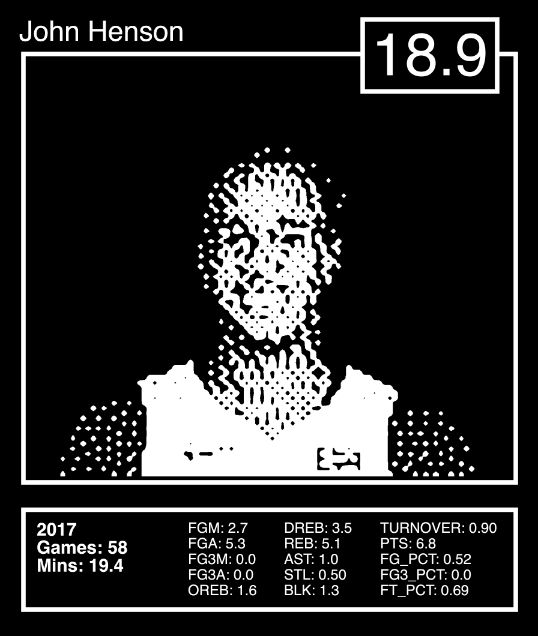 John Henson
18.9
2017
Games: 58
Mins: 19.4
FGM: 2.7
FGA: 5.3
FG3M: 0.0
FG3A: 0.0
OREB: 1.6
DREB: 3.5
REB: 5.1
AST: 1.0
STL: 0.50
BLK: 1.3
TURNOVER: 0.90
PTS: 6.8
FG_PCT: 0.52
FG3_PCT: 0.0
FT_PCT: 0.69